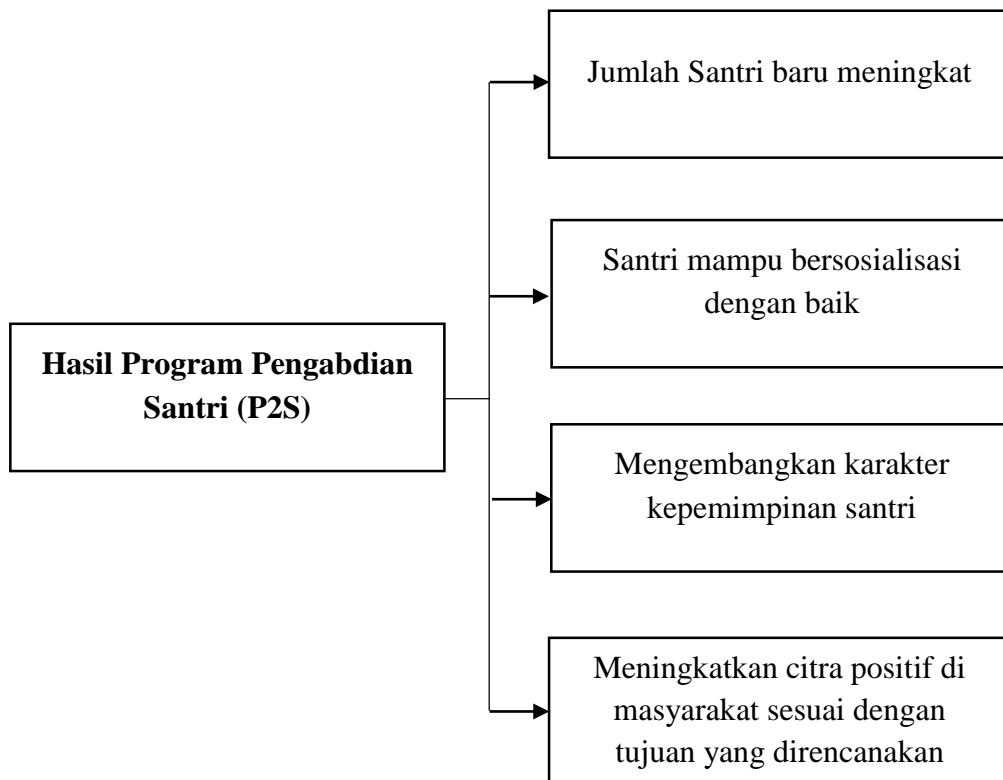 Jumlah Santri baru meningkat
Santri mampu bersosialisasi
dengan baik
Hasil Program Pengabdian
Santri (P2S)
Mengembangkan karakter
kepemimpinan santri
Meningkatkan citra positif di
masyarakat sesuai dengan
tujuan yang direncanakan